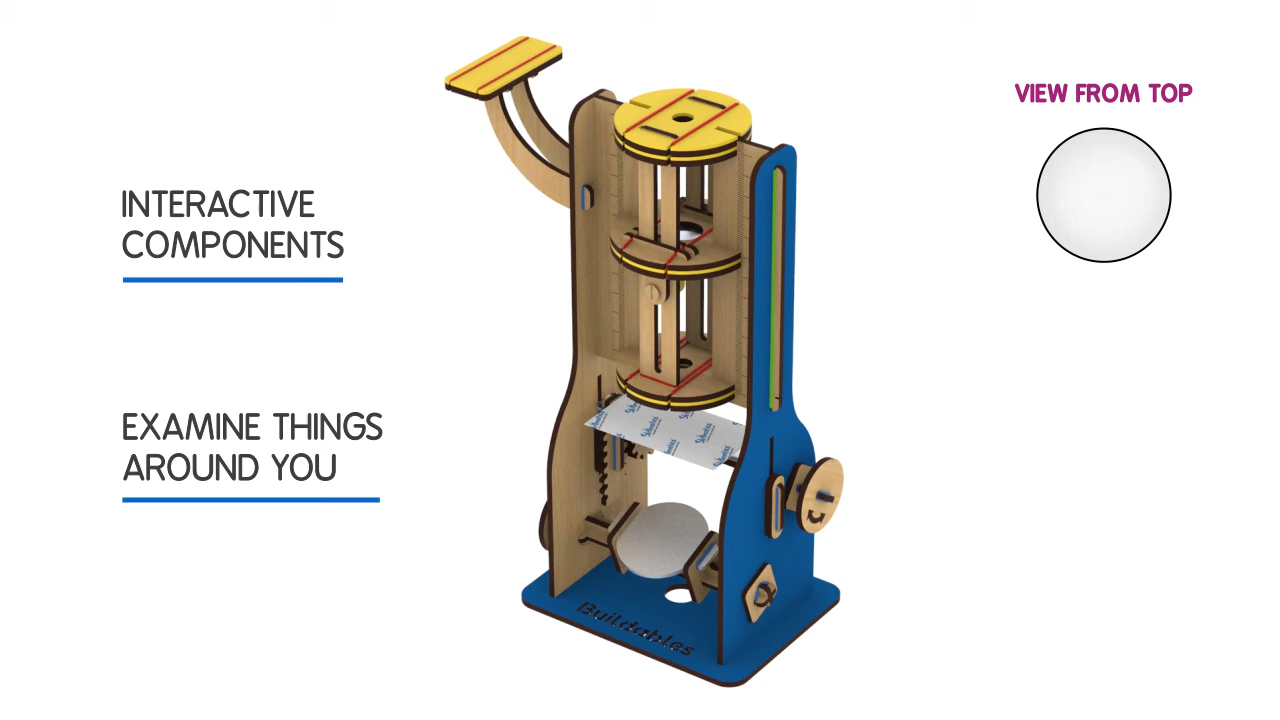 VIEW FROM TOP
INTERACTIVE
COMPONENTS
EXAMINE THINGS
AROUND YOU
Buildables